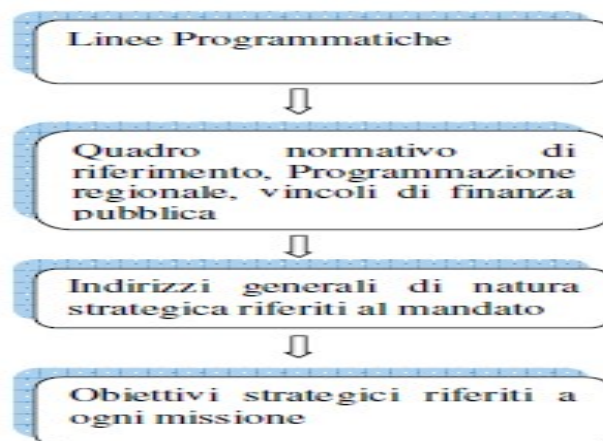 Linee Programmatiche
Quadro normativo di
riferimento, Programmazione
regionale, vincoli di finanza
pubblica
Indirizzi generali di natura
strategica riferiti al mandato
Obiettivi strategici riferiti a
ogni missione